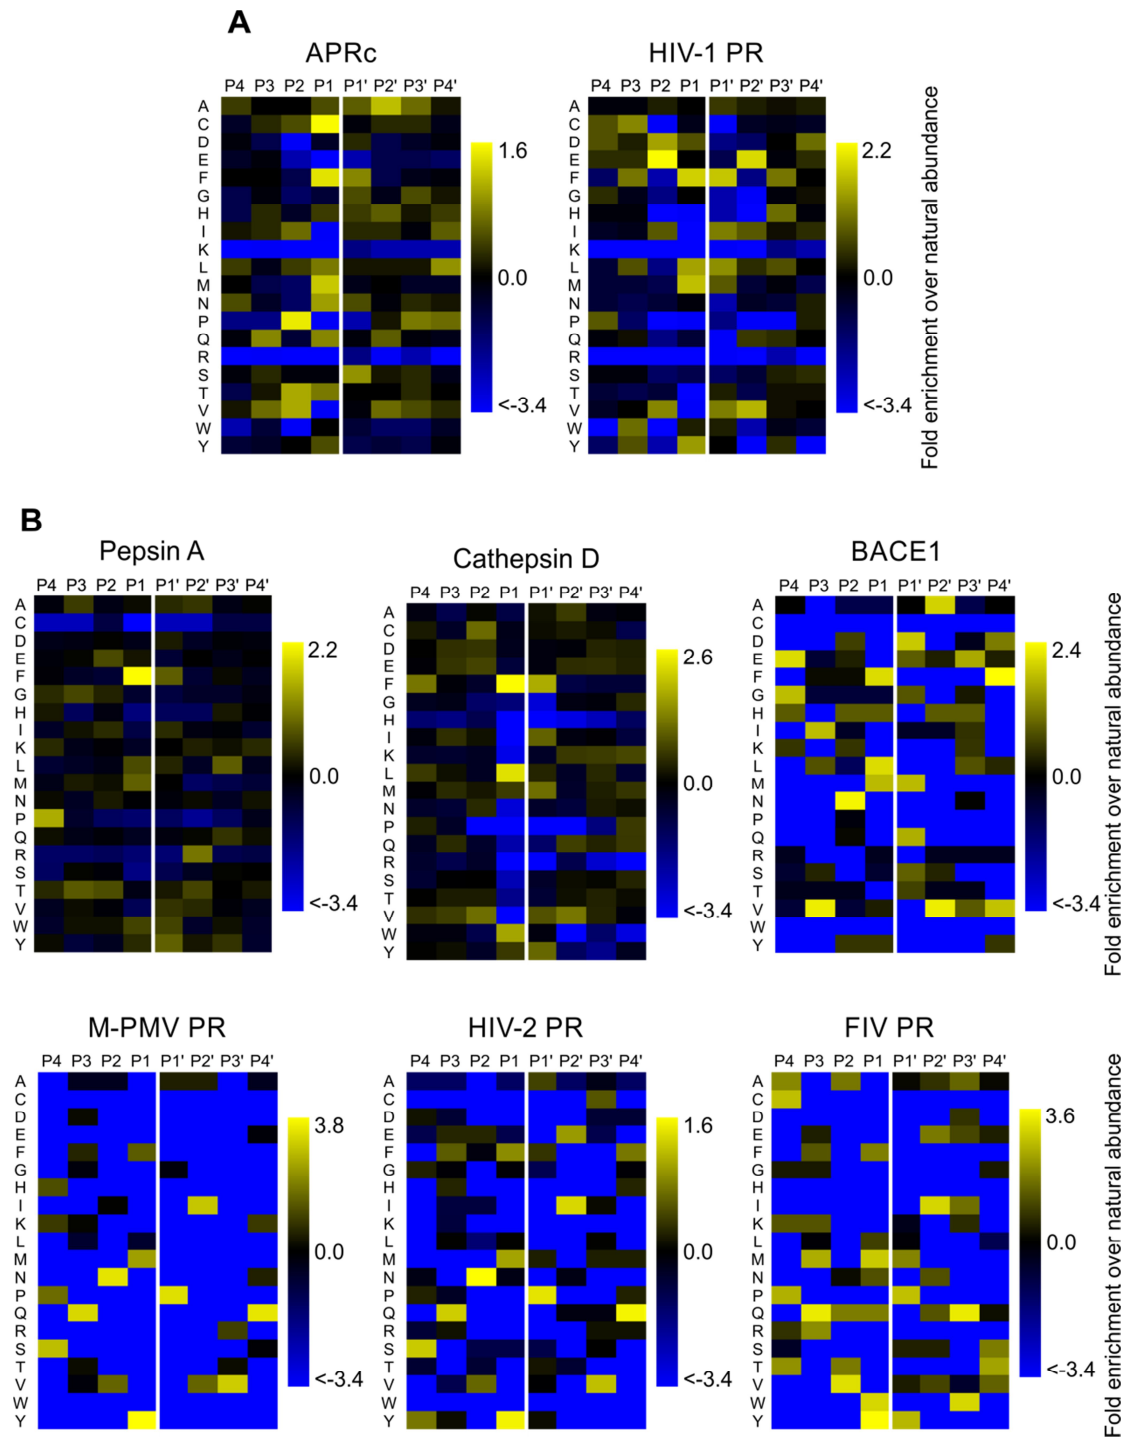 A
APRc
HIV-1 PR
P4 P3 P2 P1 P1' P2' P3' P4'
P4 P3 P2 P1 P1' P2' P3' P4'
A
C
D
E
F
G
H
I
K
L
M
N
P
Q
R
S
T
V
W
Y
1.6
0.0
<-3.4
A
C
D
E
F
G
H
I
K
L
M
N
P
Q
R
S
T
V
W
Y
2.2
0.0
<-3.4
Fold enrichment over natural abundance
B
Pepsin A
Cathepsin D
BACE1
P4 P3 P2 P1 P1' P2' P3' P4'
P4 P3 P2 P1 P1' P2' P3' P4'
P4 P3 P2 P1 P1' P2' P3' P4'
A
C
D
E
F
G
H
I
K
L
M
N
P
Q
R
S
T
V
W
Y
2.2
0.0
<-3.4
A
C
D
E
F
G
H
I
K
L
M
N
P
Q
R
S
T
V
W
Y
2.6
0.0
<-3.4
A
C
D
E
F
G
H
I
K
L
M
N
P
Q
R
S
T
V
W
Y
2.4
0.0
<-3.4
Fold enrichment over natural abundance
M-PMV PR
HIV-2 PR
FIV PR
P4 P3 P2 P1 P1' P2' P3' P4'
P4 P3 P2 P1 P1' P2' P3' P4'
P4 P3 P2 P1 P1' P2' P3' P4'
A
C
D
E
F
G
H
I
K
L
M
N
P
Q
R
S
T
V
W
Y
3.8
0.0
<-3.4
A
C
D
E
F
G
H
I
K
L
M
N
P
Q
R
S
T
V
W
Y
1.6
0.0
<-3.4
A
C
D
E
F
G
H
I
K
L
M
N
P
Q
R
S
T
V
W
Y
3.6
0.0
<-3.4
Fold enrichment over natural abundance